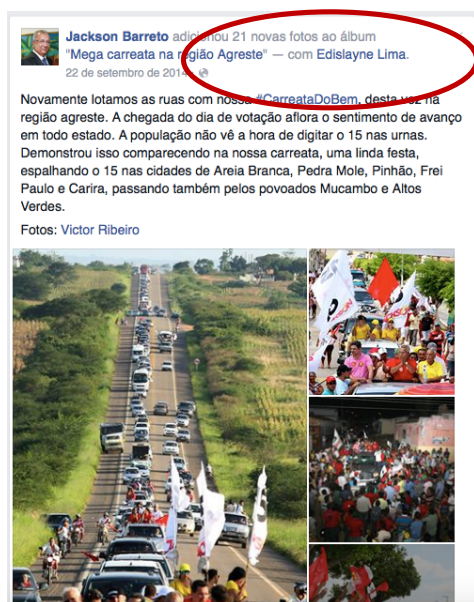 Jackson Barreto adicionou 21 novas fotos ao álbum
"Mega carreata na região Agreste" — com Edislayne Lima.
22 de setembro de 2014
Novamente lotamos as ruas com nossa #CarreataDoBem, desta vez na
região agreste. A chegada do dia de votação aflora o sentimento de avanço
em todo estado. A população não vê a hora de digitar o 15 nas urnas.
Demonstrou isso comparecendo na nossa carreata, uma linda festa,
espalhando o 15 nas cidades de Areia Branca, Pedra Mole, Pinhão, Frei
Paulo e Carira, passando também pelos povoados Mucambo e Altos
Verdes.
Fotos: Victor Ribeiro